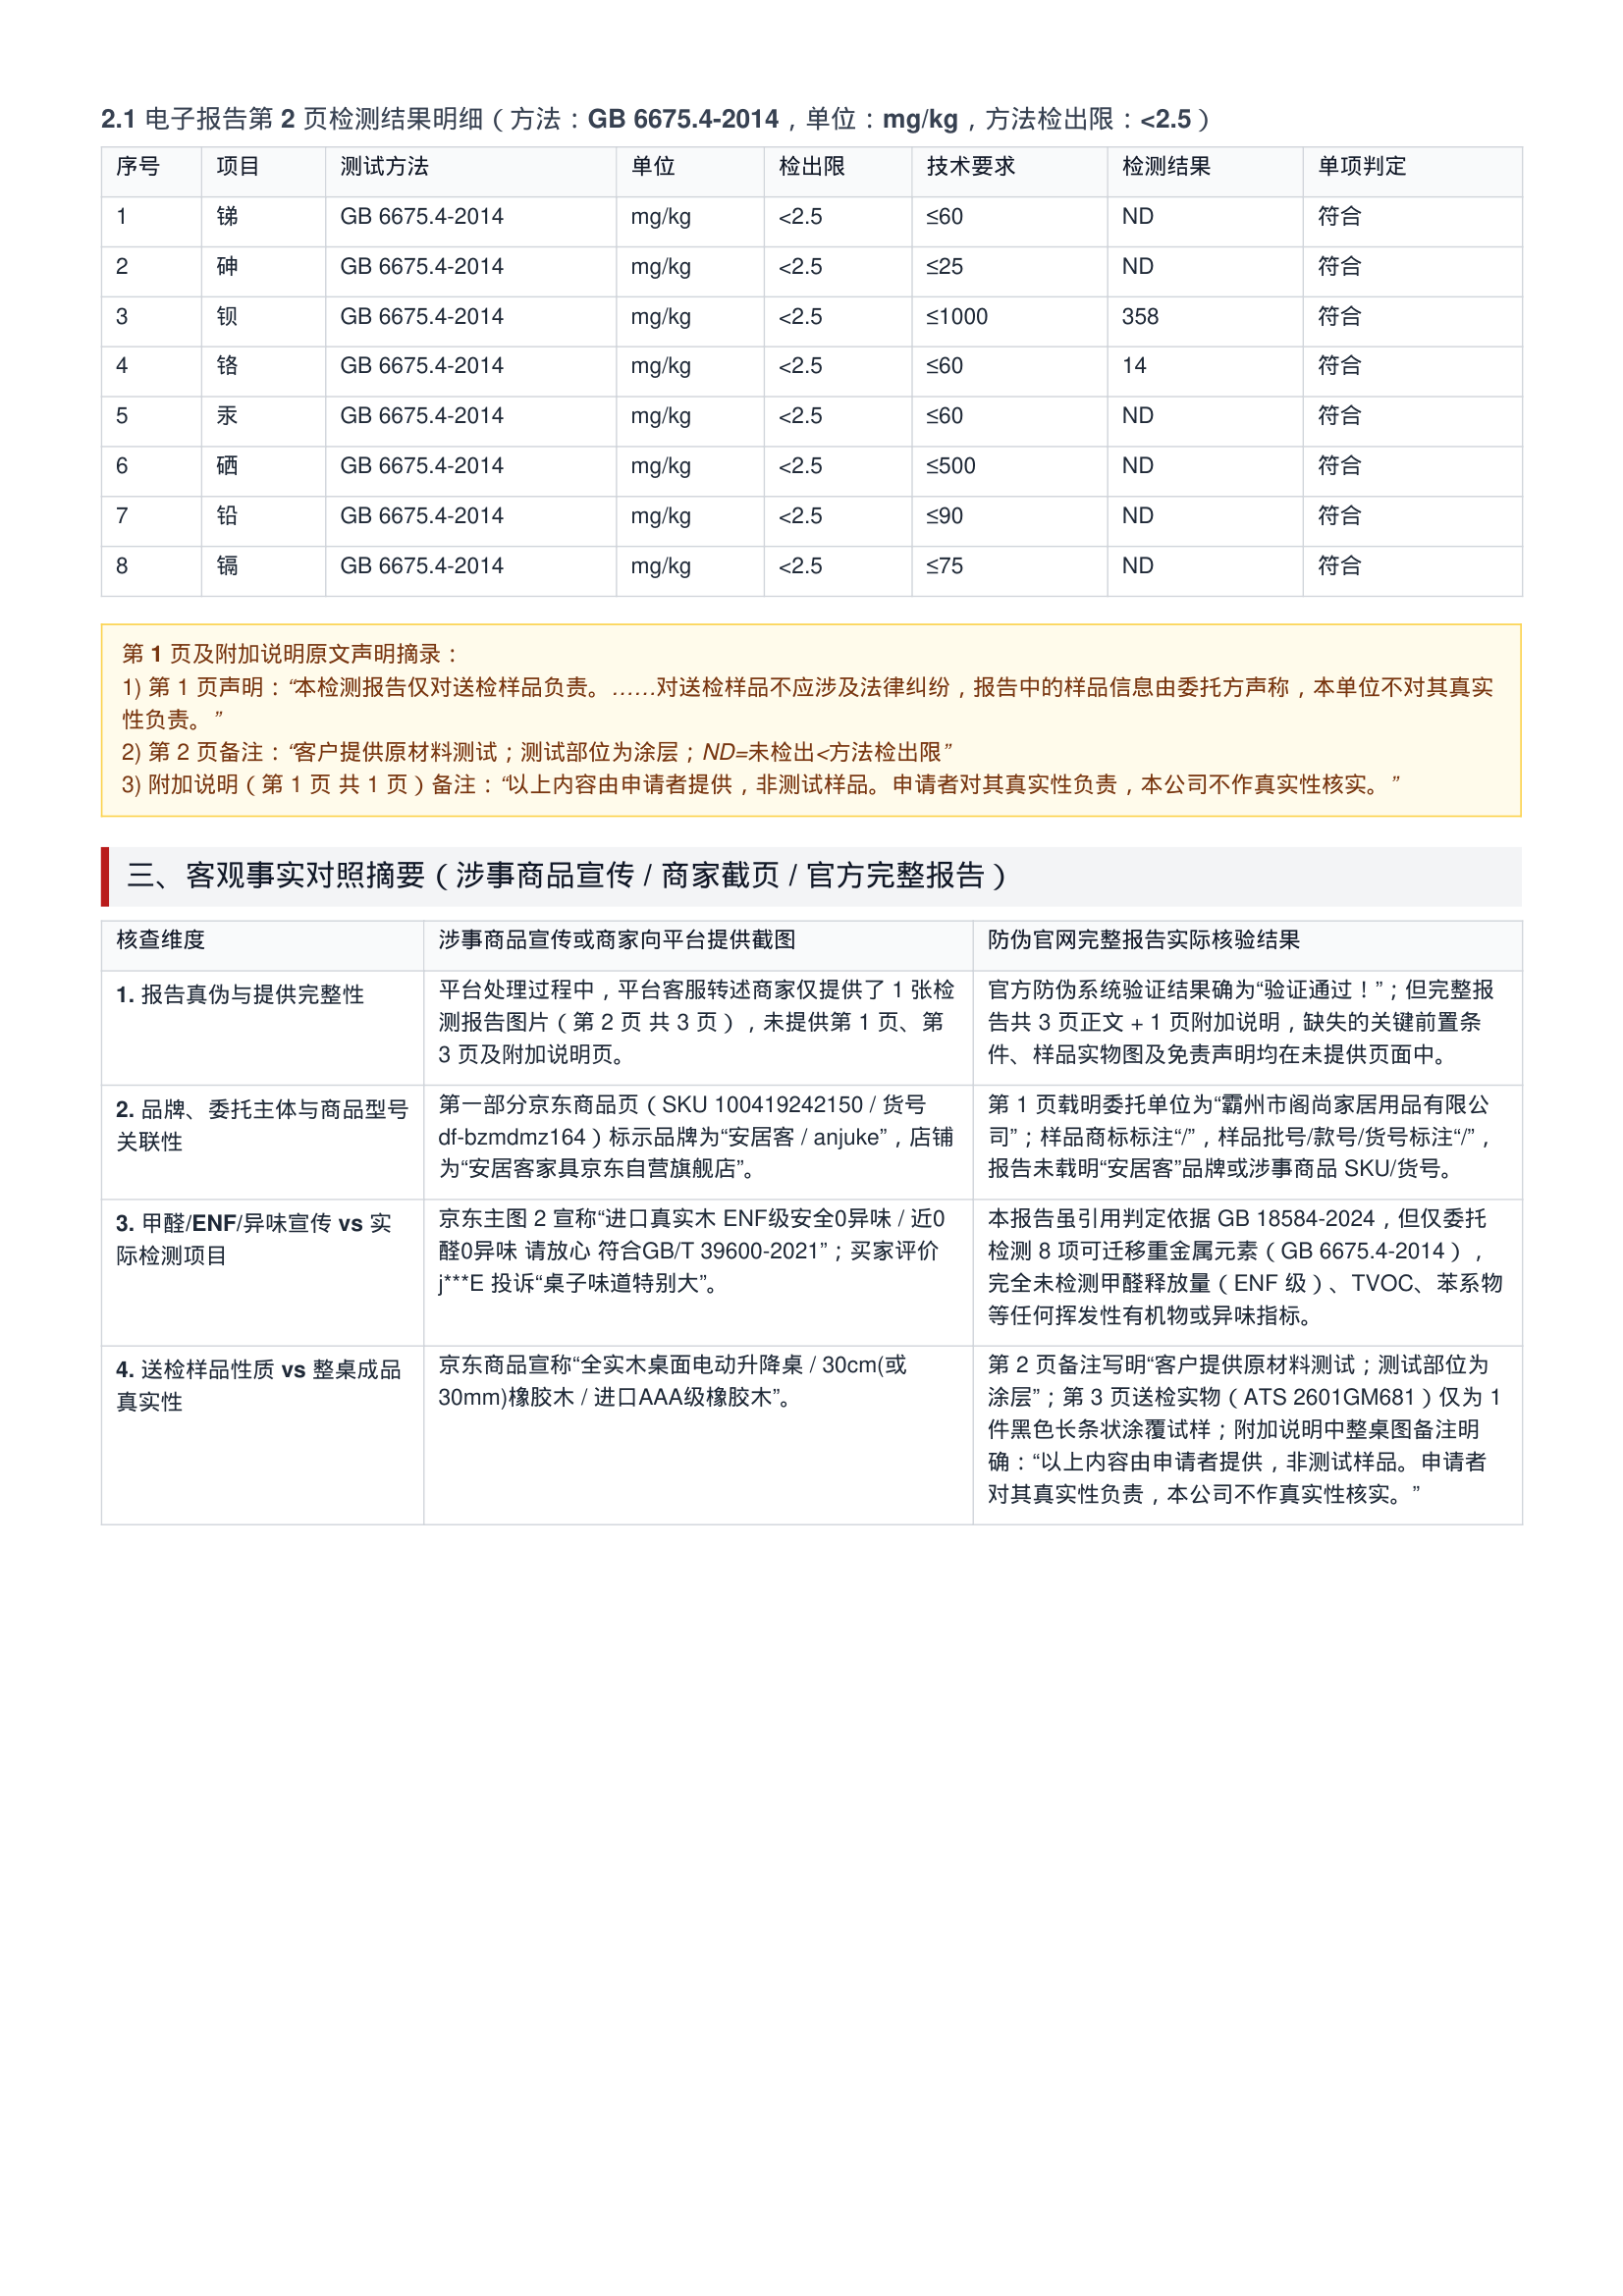 2.1 电子报告第 2 页检测结果明细（方法：GB 6675.4-2014，单位：mg/kg，方法检出限：<2.5）
序号 项目 测试方法 单位 检出限 技术要求 检测结果 单项判定
1 锑 GB 6675.4-2014 mg/kg <2.5 ≤60 ND 符合
2 砷 GB 6675.4-2014 mg/kg <2.5 ≤25 ND 符合
3 钡 GB 6675.4-2014 mg/kg <2.5 ≤1000 358 符合
4 铬 GB 6675.4-2014 mg/kg <2.5 ≤60 14 符合
5 汞 GB 6675.4-2014 mg/kg <2.5 ≤60 ND 符合
6 硒 GB 6675.4-2014 mg/kg <2.5 ≤500 ND 符合
7 铅 GB 6675.4-2014 mg/kg <2.5 ≤90 ND 符合
8 镉 GB 6675.4-2014 mg/kg <2.5 ≤75 ND 符合
第 1 页及附加说明原文声明摘录：
1) 第 1 页声明：“本检测报告仅对送检样品负责。……对送检样品不应涉及法律纠纷，报告中的样品信息由委托方声称，本单位不对其真实
性负责。”
2) 第 2 页备注：“客户提供原材料测试；测试部位为涂层；ND=未检出<方法检出限”
3) 附加说明（第 1 页 共 1 页）备注：“以上内容由申请者提供，非测试样品。申请者对其真实性负责，本公司不作真实性核实。”
三、客观事实对照摘要（涉事商品宣传 / 商家截页 / 官方完整报告）
核查维度 涉事商品宣传或商家向平台提供截图 防伪官网完整报告实际核验结果
1. 报告真伪与提供完整性
平台处理过程中，平台客服转述商家仅提供了 1 张检
测报告图片（第 2 页 共 3 页），未提供第 1 页、第
3 页及附加说明页。
官方防伪系统验证结果确为“验证通过！”；但完整报
告共 3 页正文 + 1 页附加说明，缺失的关键前置条
件、样品实物图及免责声明均在未提供页面中。
2. 品牌、委托主体与商品型号
关联性
第一部分京东商品页（SKU 100419242150 / 货号
df-bzmdmz164）标示品牌为“安居客 / anjuke”，店铺
为“安居客家具京东自营旗舰店”。
第 1 页载明委托单位为“霸州市阁尚家居用品有限公
司”；样品商标标注“/”，样品批号/款号/货号标注“/”，
报告未载明“安居客”品牌或涉事商品 SKU/货号。
3. 甲醛/ENF/异味宣传 vs 实
际检测项目
京东主图 2 宣称“进口真实木 ENF级安全0异味 / 近0
醛0异味 请放心 符合GB/T 39600-2021”；买家评价
j***E 投诉“桌子味道特别大”。
本报告虽引用判定依据 GB 18584-2024，但仅委托
检测 8 项可迁移重金属元素（GB 6675.4-2014），
完全未检测甲醛释放量（ENF 级）、TVOC、苯系物
等任何挥发性有机物或异味指标。
4. 送检样品性质 vs 整桌成品
真实性
京东商品宣称“全实木桌面电动升降桌 / 30cm(或
30mm)橡胶木 / 进口AAA级橡胶木”。
第 2 页备注写明“客户提供原材料测试；测试部位为
涂层”；第 3 页送检实物（ATS 2601GM681）仅为 1
件黑色长条状涂覆试样；附加说明中整桌图备注明
确：“以上内容由申请者提供，非测试样品。申请者
对其真实性负责，本公司不作真实性核实。”